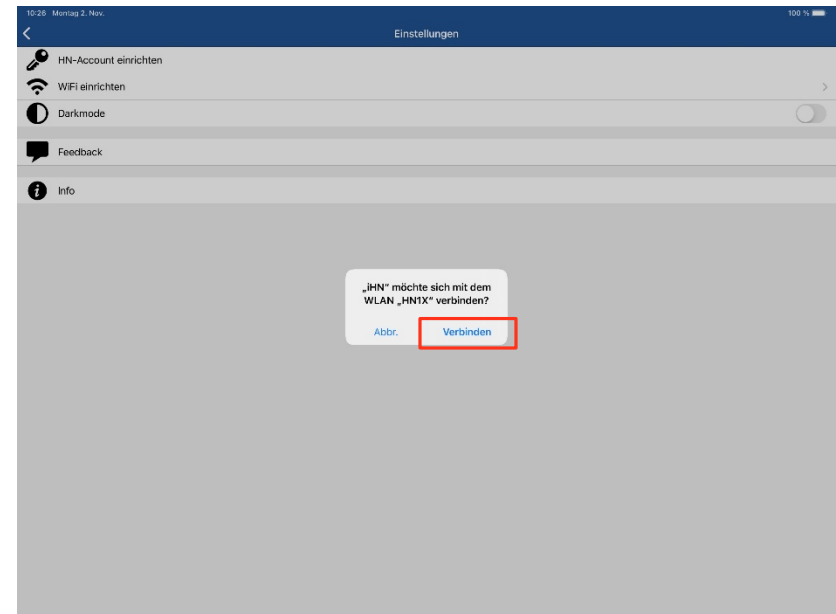 10:26 Montag 2. Nov.
100 %
Einstellungen
HN-Account einrichten
WiFi einrichten
Darkmode
Feedback
Info
„iHN“ möchte sich mit dem
WLAN „HN1X“ verbinden?
Abbr. Verbinden